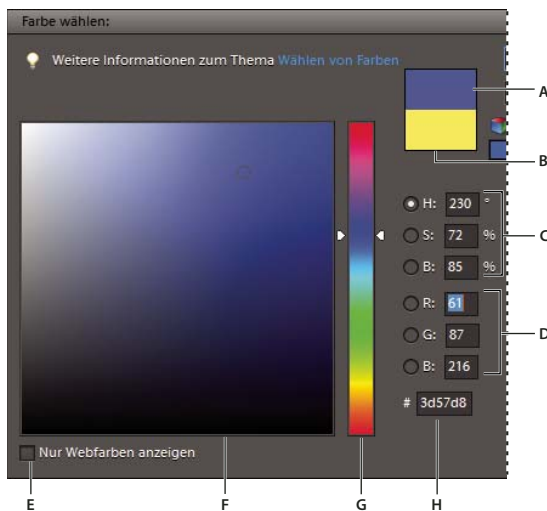 Farbe wählen:
Weitere Informationen zum Thema Wählen von Farben
A
B
H: 230 °
S: 72 %
B: 85 %
C
R: 61
G: 87
B: 216
D
# 3d57d8
Nur Webfarben anzeigen
E F G H